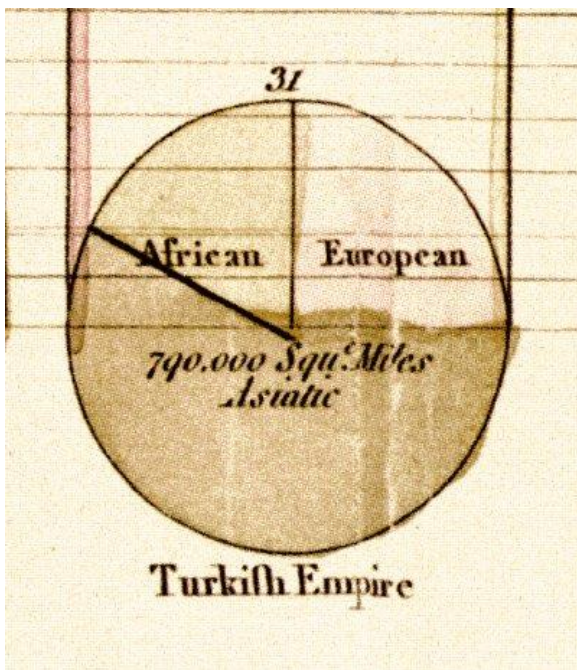 31
African European
790.000 Squ.ͤ Miles
Asiatic
Turkiſh Empire